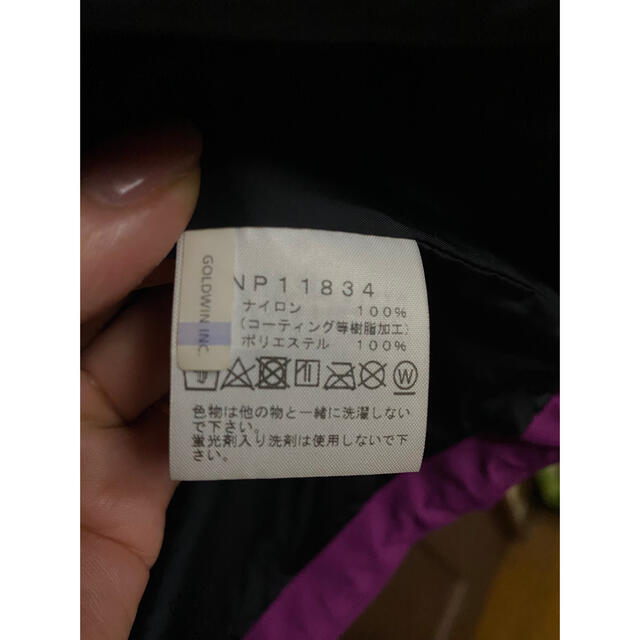 GOLDWIN INC.
NP11834
ナイロン 100%
(コーティング等樹脂加工)
ポリエステル 100%
W
色物は他の物と一緒に洗濯しない
で下さい。
蛍光剤入り洗剤は使用しないで下
さい。